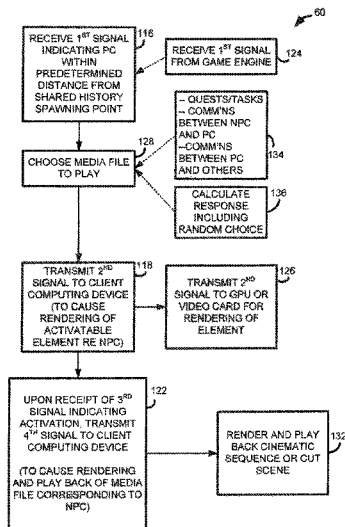 60
RECEIVE 1ST SIGNAL
INDICATING PC
WITHIN
PREDETERMINED
DISTANCE FROM
SHARED HISTORY
SPAWNING POINT
116
RECEIVE 1ST SIGNAL
FROM GAME ENGINE
124
-- QUESTS/TASKS
-- COMM'NS
BETWEEN NPC
AND PC
--COMM'NS
BETWEEN PC
AND OTHERS
134
128
CHOOSE MEDIA FILE
TO PLAY
CALCULATE
RESPONSE
INCLUDING
RANDOM CHOICE
136
118
TRANSMIT 2ND
SIGNAL TO CLIENT
COMPUTING DEVICE
(TO CAUSE
RENDERING OF
ACTIVATABLE
ELEMENT RE NPC)
126
TRANSMIT 2ND
SIGNAL TO GPU OR
VIDEO CARD FOR
RENDERING OF
ELEMENT
122
UPON RECEIPT OF 3RD
SIGNAL INDICATING
ACTIVATION, TRANSMIT
4TH SIGNAL TO CLIENT
COMPUTING DEVICE
(TO CAUSE RENDERING
AND PLAY BACK OF MEDIA
FILE CORRESPONDING TO
NPC)
RENDER AND PLAY
BACK CINEMATIC
SEQUENCE OR CUT
SCENE
132